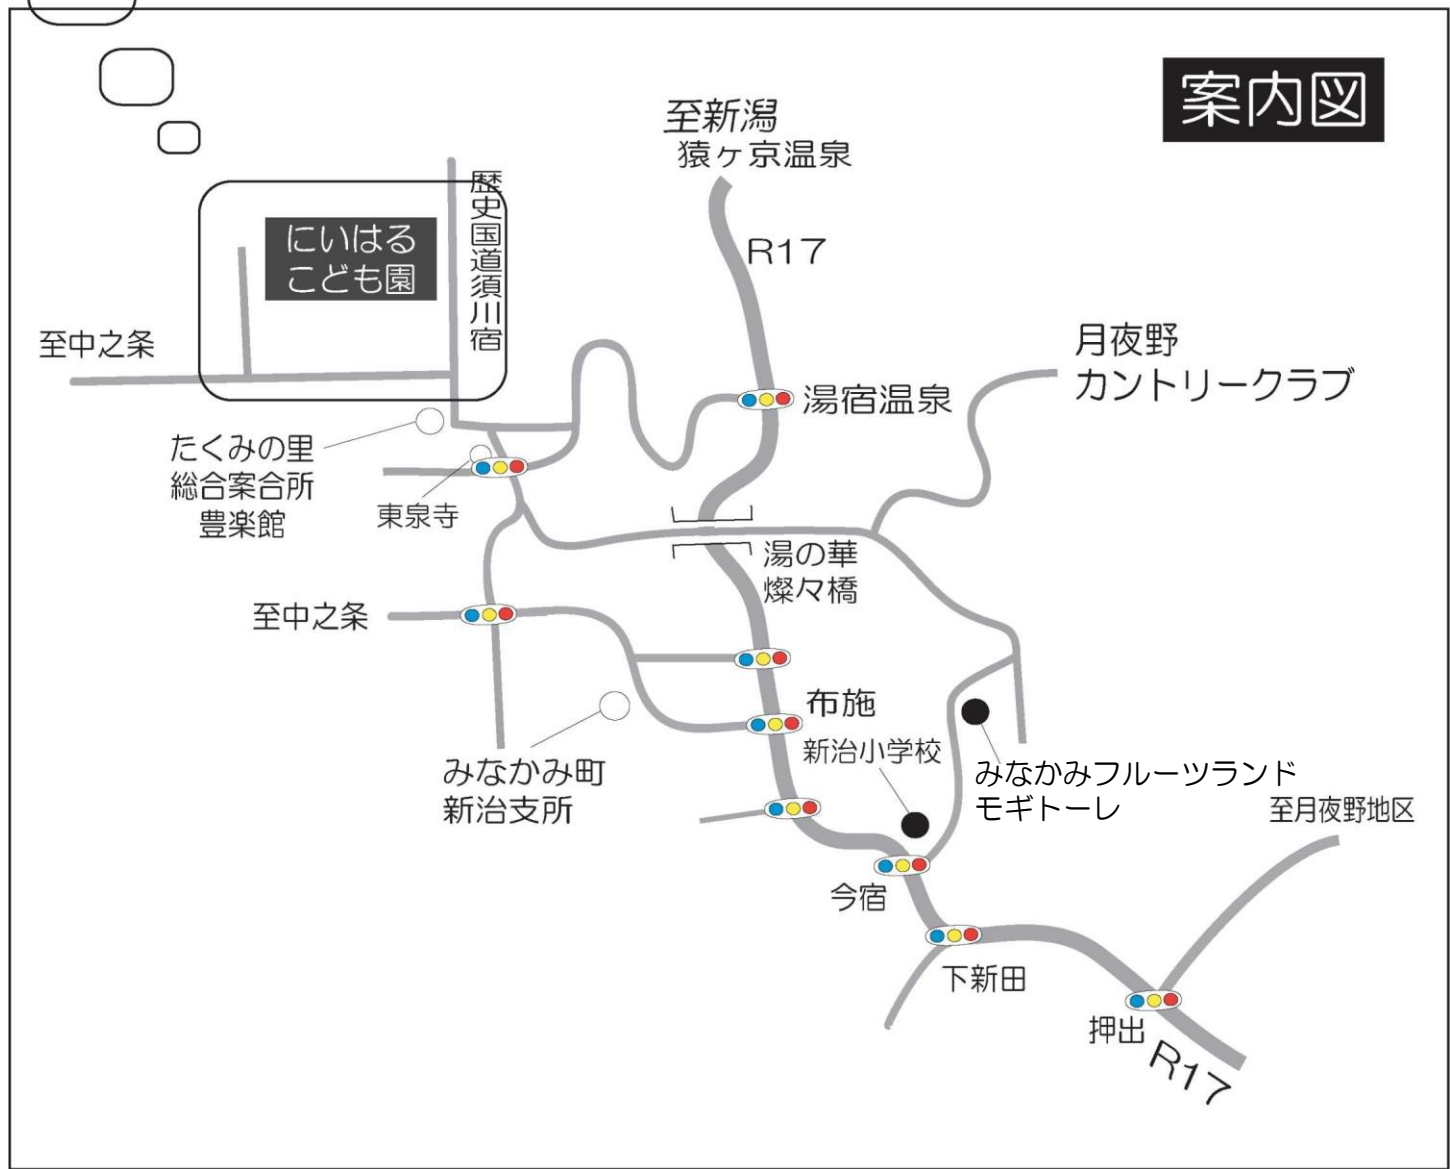 案内図
至新潟
猿ヶ京温泉
R17
歴史国道須川宿
にいはる
こども園
至中之条
月夜野
カントリークラブ
湯宿温泉
たくみの里
総合案合所
豊楽館
東泉寺
湯の華
燦々橋
至中之条
布施
新治小学校
みなかみ町
新治支所
みなかみフルーツランド
モギトーレ
至月夜野地区
今宿
下新田
押出
R17